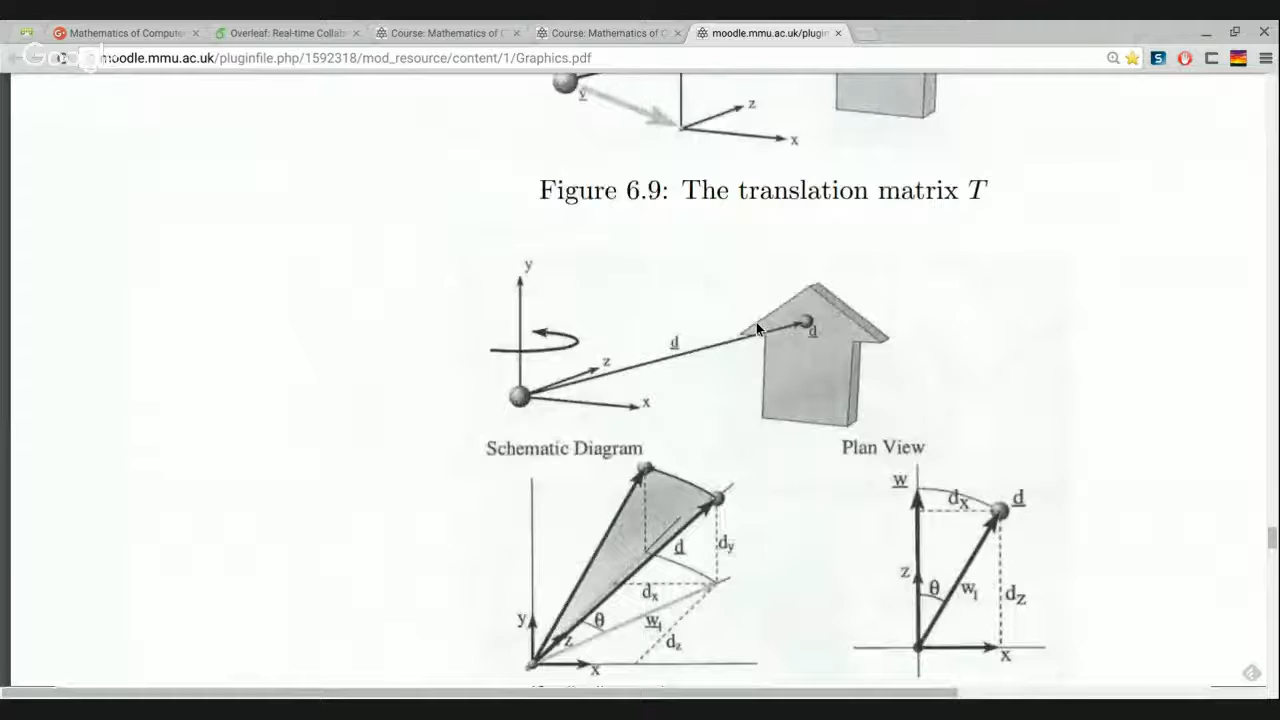 Mathematics of Compute
Overleaf: Real-time Collab
Course: Mathematics of C
Course: Mathematics of C
moodle.mmu.ac.uk/plugin
Google
moodle.mmu.ac.uk/pluginfile.php/1592318/mod_resource/content/1/Graphics.pdf
S
v
z
x
Figure 6.9: The translation matrix T
y
d
d
z
x
Schematic Diagram
Plan View
w
dx
d
d
dy
z
θ
w1
dz
dx
y
θ
w1
z
dz
x
x